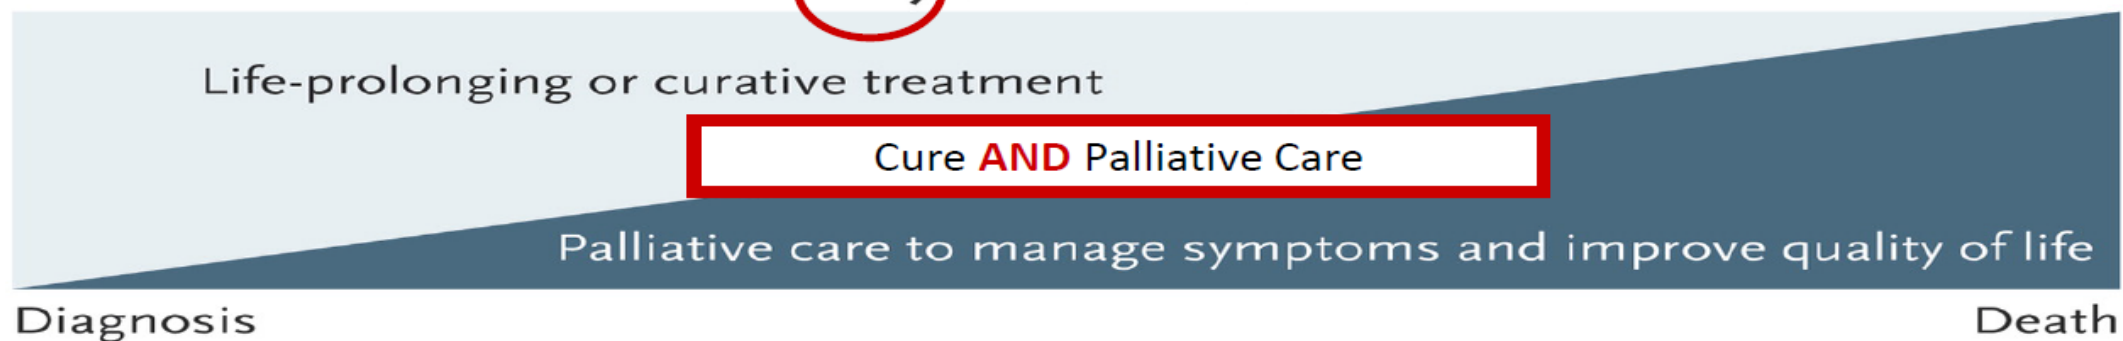 Life-prolonging or curative treatment
Cure AND Palliative Care
Palliative care to manage symptoms and improve quality of life
Diagnosis
Death